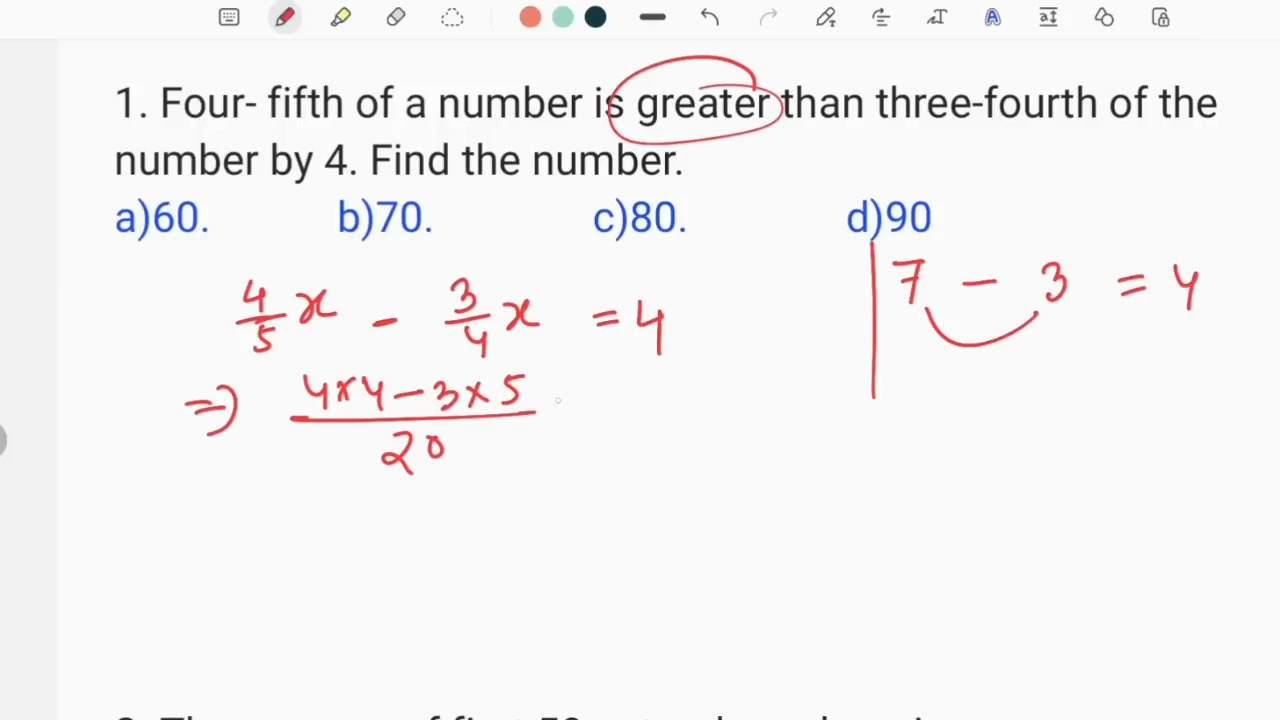 1. Four- fifth of a number is greater than three-fourth of the
number by 4. Find the number.
a)60. b)70. c)80. d)90
4/5 x - 3/4 x = 4
7 - 3 = 4
=> 4×4-3×5
20